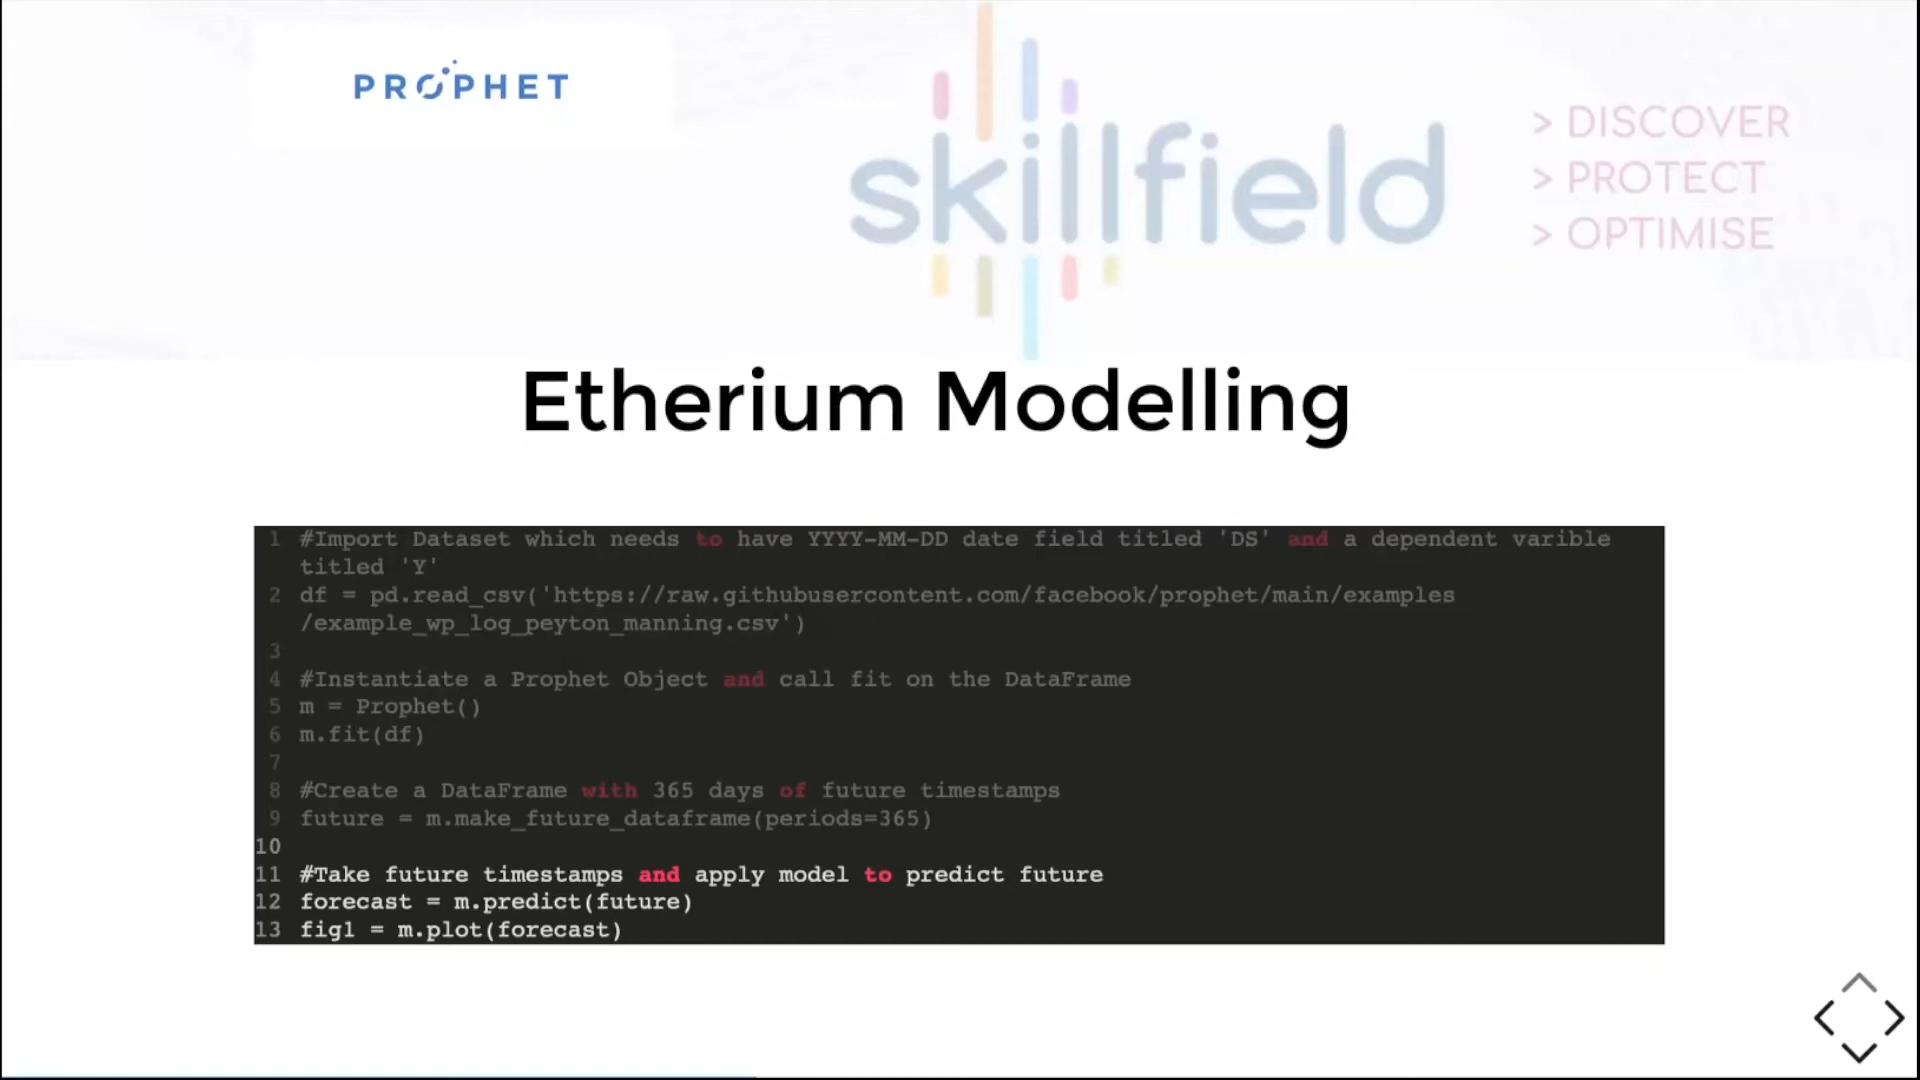 PROPHET
skillfield
> DISCOVER
> PROTECT
> OPTIMISE
Etherium Modelling
1 #Import Dataset which needs to have YYYY-MM-DD date field titled 'DS' and a dependent varible
titled 'Y'
2 df = pd.read_csv('https://raw.githubusercontent.com/facebook/prophet/main/examples
/example_wp_log_peyton_manning.csv')
3
4 #Instantiate a Prophet Object and call fit on the DataFrame
5 m = Prophet()
6 m.fit(df)
7
8 #Create a DataFrame with 365 days of future timestamps
9 future = m.make_future_dataframe(periods=365)
10
11 #Take future timestamps and apply model to predict future
12 forecast = m.predict(future)
13 fig1 = m.plot(forecast)